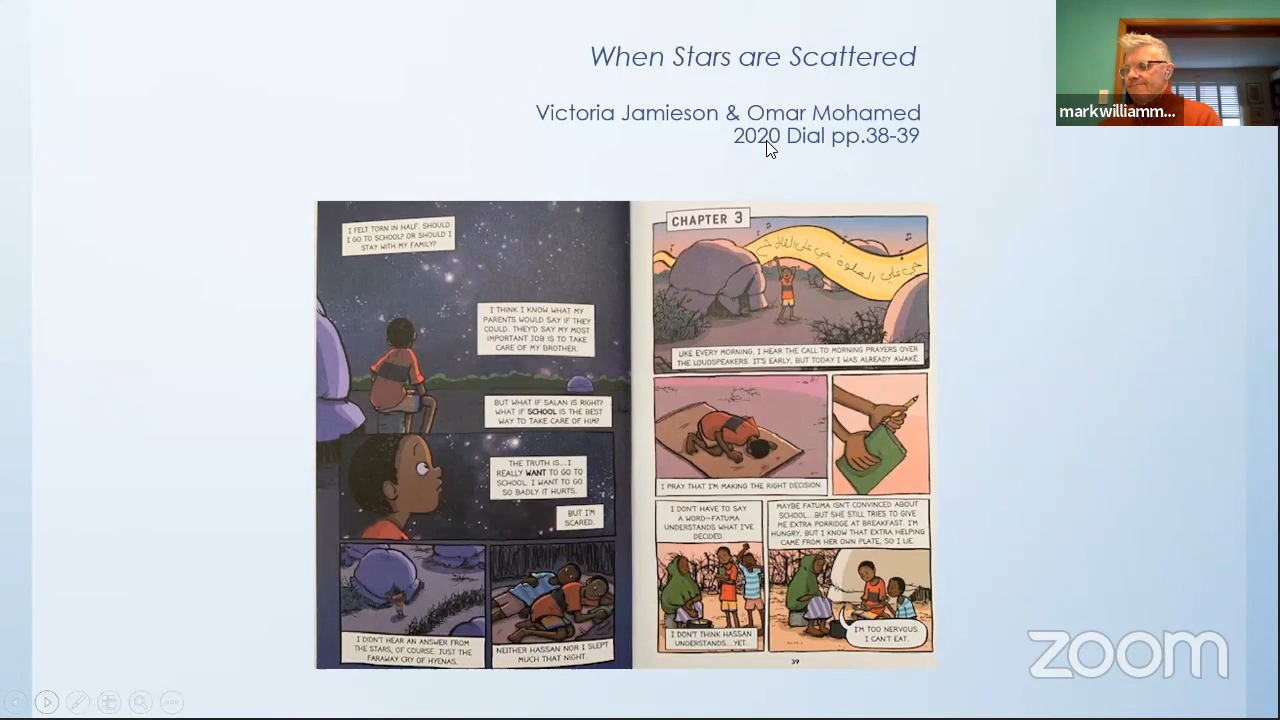 When Stars are Scattered
Victoria Jamieson & Omar Mohamed
2020 Dial pp.38-39
markwilliamm...
I FELT TORN IN HALF. SHOULD
I GO TO SCHOOL? OR SHOULD I
STAY WITH MY FAMILY?
I THINK I KNOW WHAT MY
PARENTS WOULD SAY IF THEY
COULD. THEY'D SAY MY MOST
IMPORTANT JOB IS TO TAKE
CARE OF MY BROTHER.
BUT WHAT IF SALAN IS RIGHT?
WHAT IF SCHOOL IS THE BEST
WAY TO TAKE CARE OF HIM?
THE TRUTH IS...I
REALLY WANT TO GO TO
SCHOOL. I WANT TO GO
SO BADLY IT HURTS.
BUT I'M
SCARED.
I DIDN'T HEAR AN ANSWER FROM
THE STARS, OF COURSE. JUST THE
FARAWAY CRY OF HYENAS.
NEITHER HASSAN NOR I SLEPT
MUCH THAT NIGHT.
CHAPTER 3
حي على الصلوة حي على الفلاح
LIKE EVERY MORNING, I HEAR THE CALL TO MORNING PRAYERS OVER
THE LOUDSPEAKERS. IT'S EARLY, BUT TODAY I WAS ALREADY AWAKE.
I PRAY THAT I'M MAKING THE RIGHT DECISION.
I DON'T HAVE TO SAY
A WORD—FATUMA
UNDERSTANDS WHAT I'VE
DECIDED.
I DON'T THINK HASSAN
UNDERSTANDS...YET.
MAYBE FATUMA ISN'T CONVINCED ABOUT
SCHOOL...BUT SHE STILL TRIES TO GIVE
ME EXTRA PORRIDGE AT BREAKFAST. I'M
HUNGRY, BUT I KNOW THAT EXTRA HELPING
CAME FROM HER OWN PLATE, SO I LIE.
I'M TOO NERVOUS.
I CAN'T EAT.
39
zoom